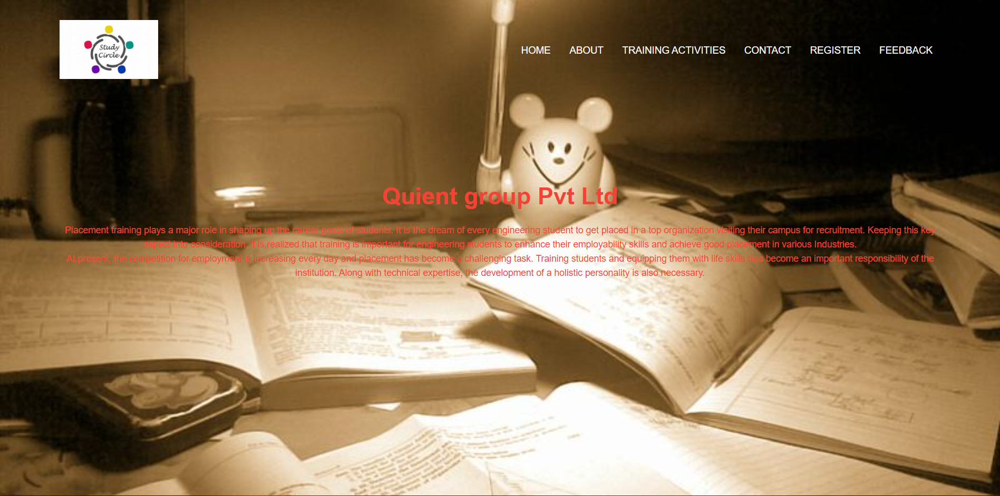 Study
Circle
HOME ABOUT TRAINING ACTIVITIES CONTACT REGISTER FEEDBACK
Quient group Pvt Ltd
Placement training plays a major role in shaping up the career goals of students. It is the dream of every engineering student to get placed in a top organization visiting their campus for recruitment. Keeping this key
aspect into consideration, it is realized that training is important for engineering students to enhance their employability skills and achieve good placement in various Industries.
At present, the competition for employment is increasing every day and placement has become a challenging task. Training students and equipping them with life skills has become an important responsibility of the
institution. Along with technical expertise, the development of a holistic personality is also necessary.